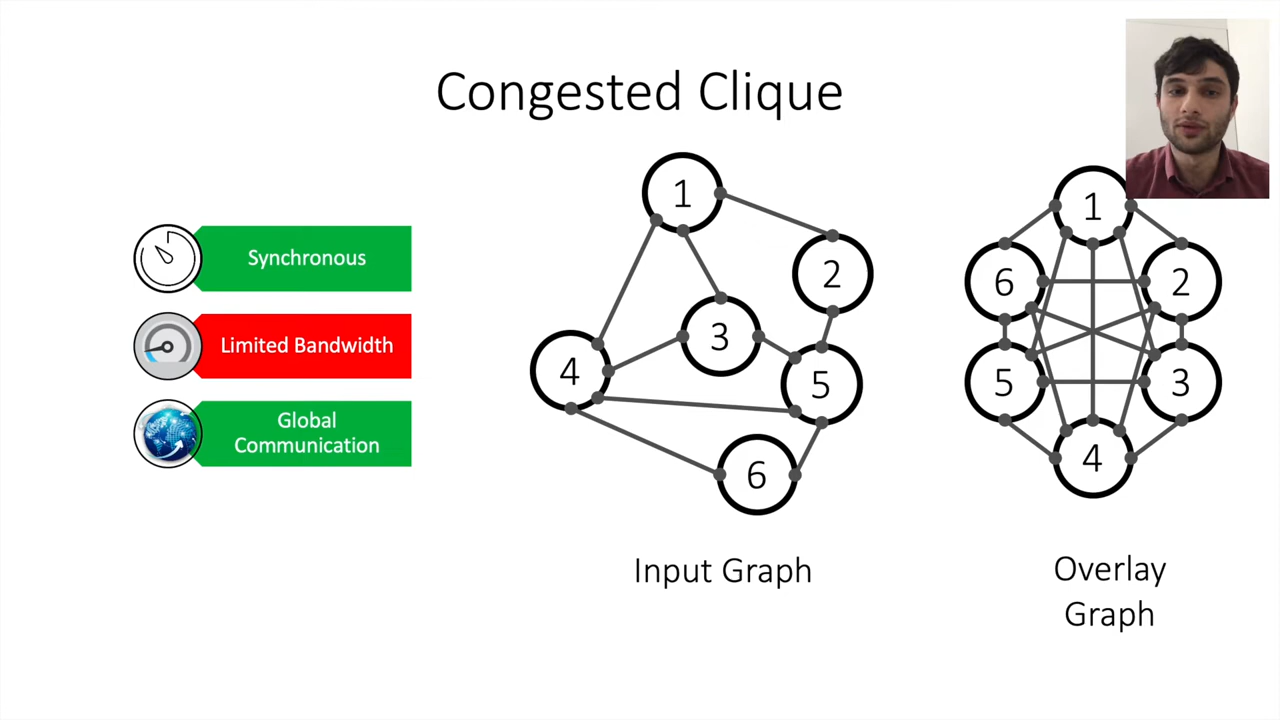 Congested Clique
Synchronous
Limited Bandwidth
Global
Communication
1
2
3
4
5
6
Input Graph
1
6
2
5
3
4
Overlay
Graph